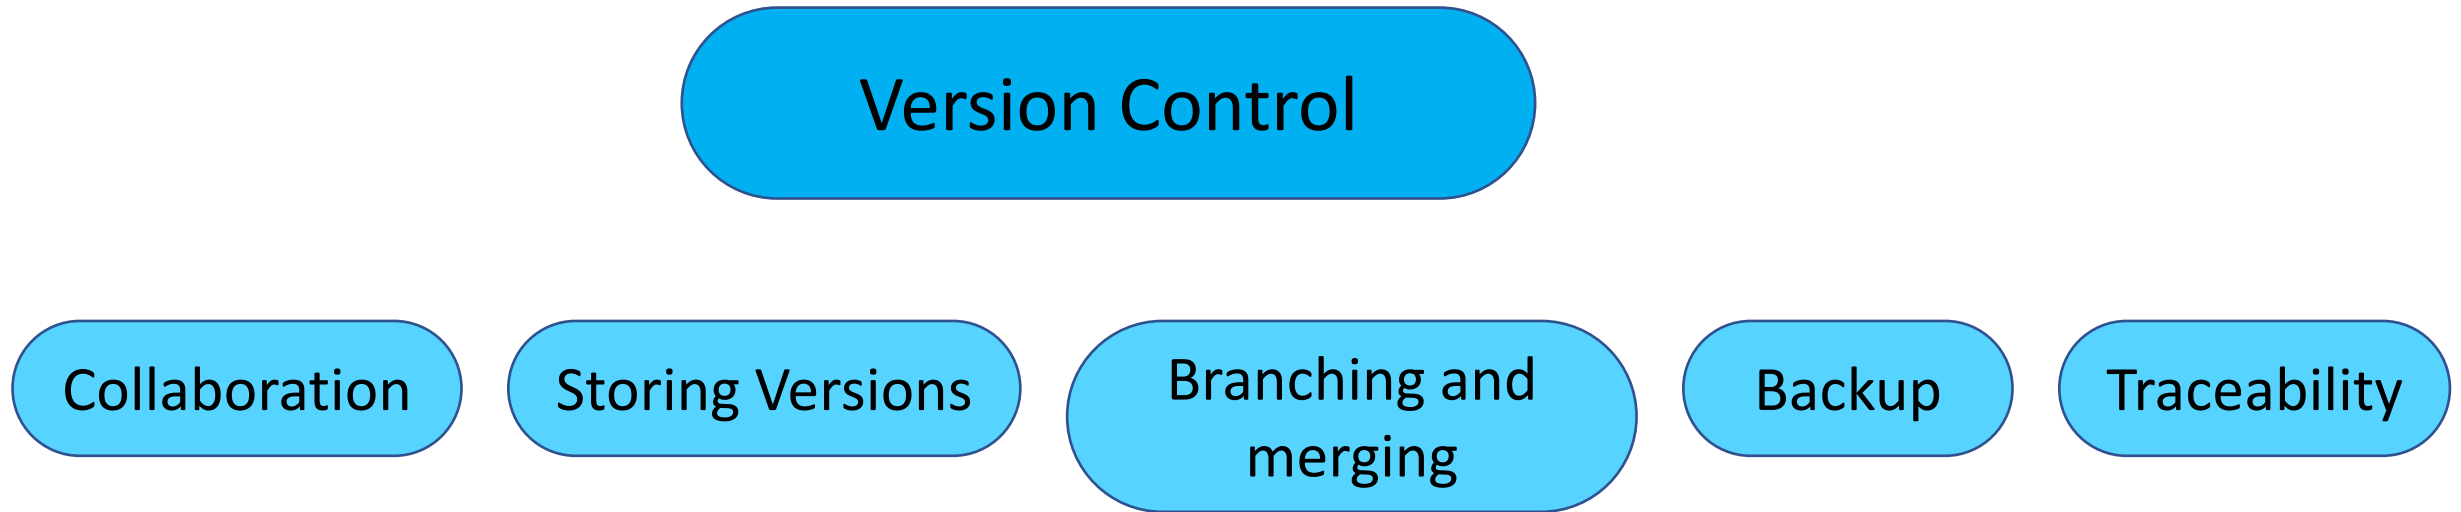 Version Control
Collaboration
Storing Versions
Branching and
merging
Backup
Traceability